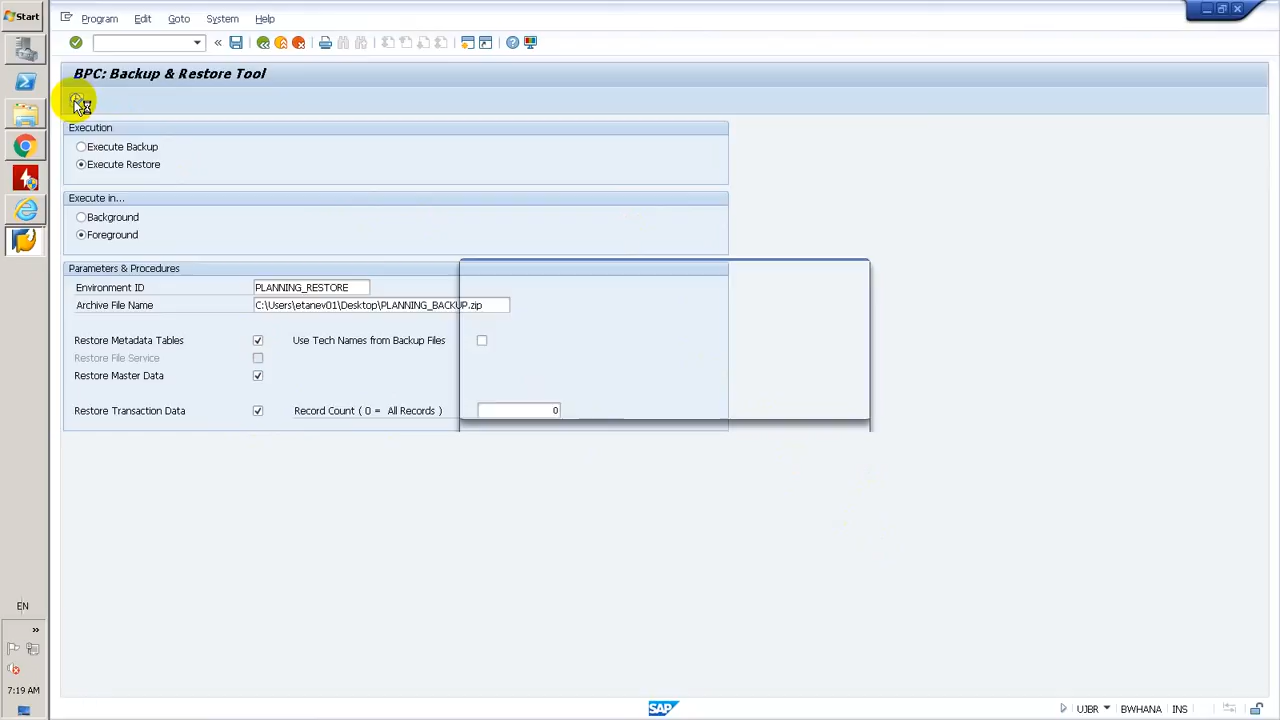 Start
Program Edit Goto System Help
BPC: Backup & Restore Tool
Execution
Execute Backup
Execute Restore
Execute in...
Background
Foreground
Parameters & Procedures
Environment ID PLANNING_RESTORE
Archive File Name C:\Users\etanev01\Desktop\PLANNING_BACKUP.zip
Restore Metadata Tables Use Tech Names from Backup Files
Restore File Service
Restore Master Data
Restore Transaction Data Record Count ( 0 = All Records ) 0
EN
»
7:19 AM
SAP UJBR BWHANA INS